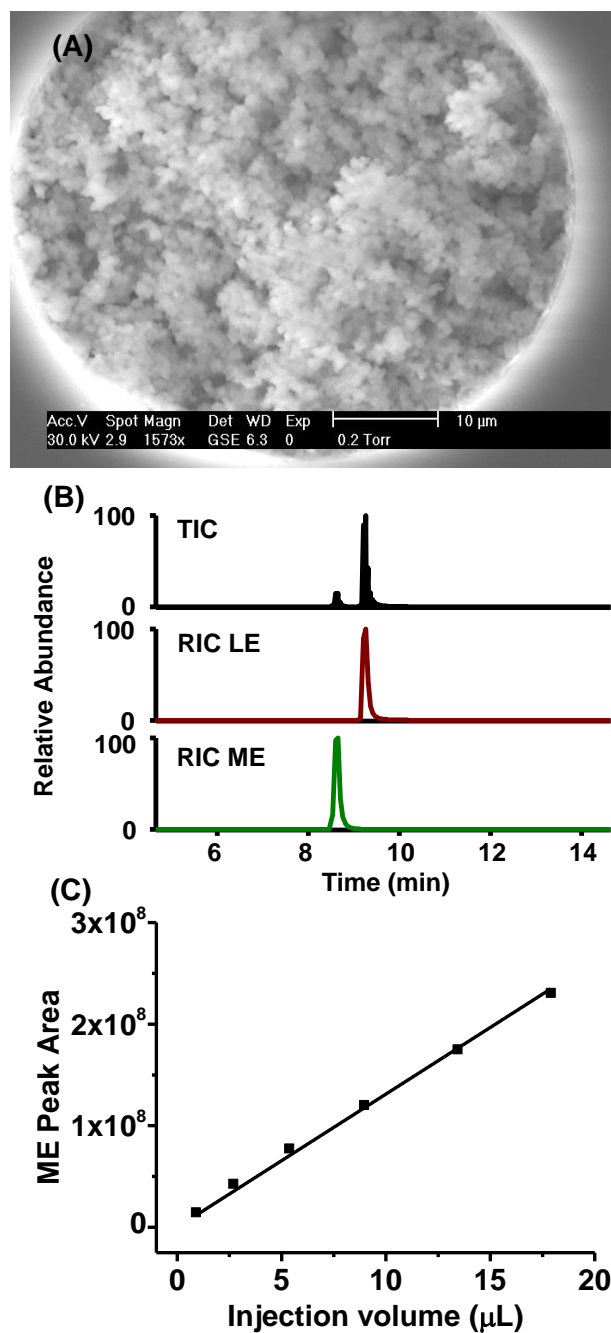 (A)
Acc.V Spot Magn Det WD Exp 10 µm
30.0 kV 2.9 1573x GSE 6.3 0 0.2 Torr
(B)
100
TIC
0
100
RIC LE
0
100
RIC ME
0
Relative Abundance
6 8 10 12 14
Time (min)
(C)
3x10⁸
2x10⁸
1x10⁸
0
ME Peak Area
0 5 10 15 20
Injection volume (µL)